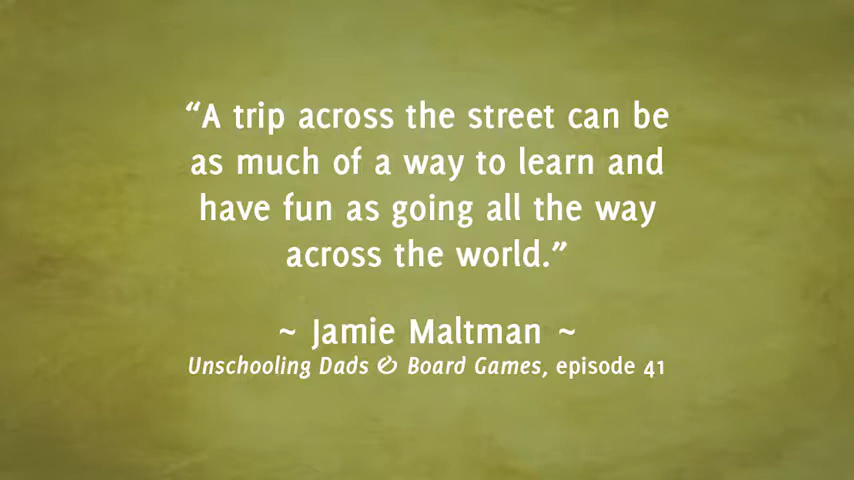 “A trip across the street can be
as much of a way to learn and
have fun as going all the way
across the world.”
~ Jamie Maltman ~
Unschooling Dads & Board Games, episode 41